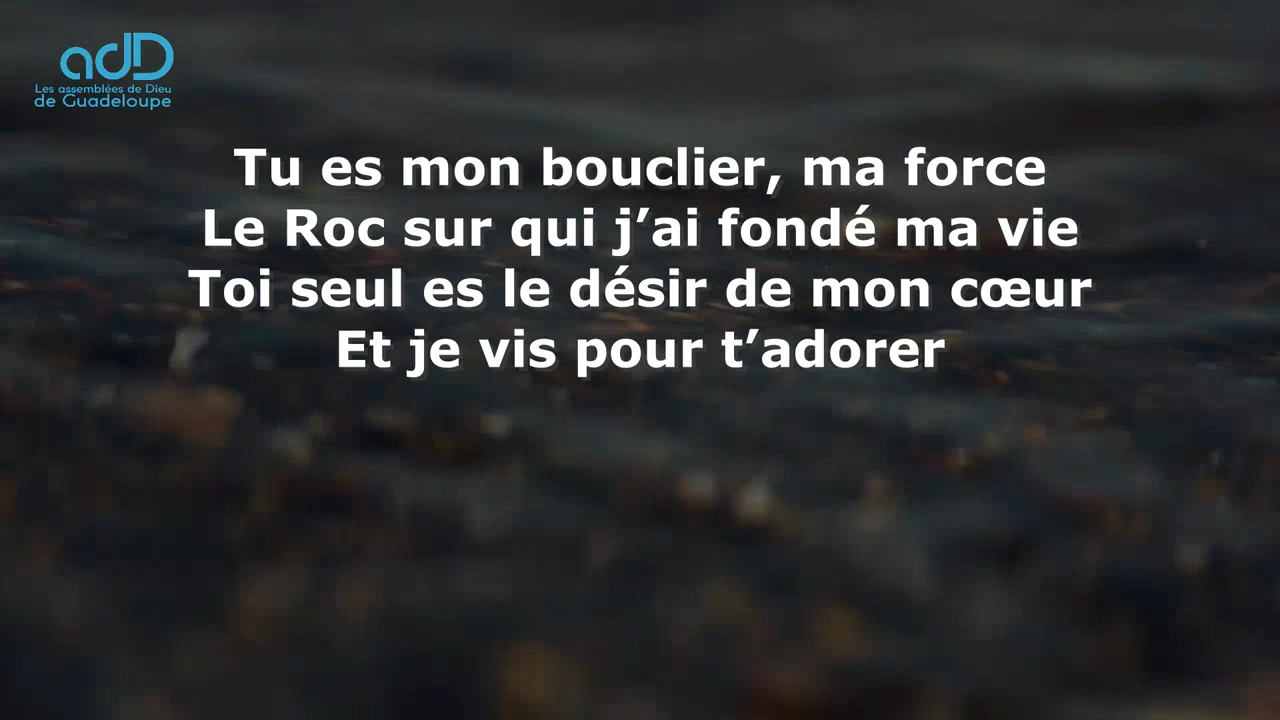 adD
Les assemblées de Dieu
de Guadeloupe
Tu es mon bouclier, ma force
Le Roc sur qui j’ai fondé ma vie
Toi seul es le désir de mon cœur
Et je vis pour t’adorer